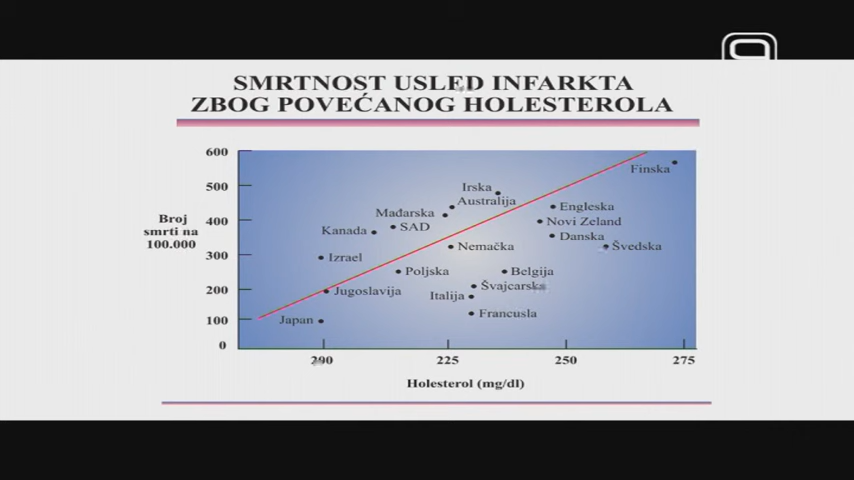 SMRTNOST USLED INFARKTA
ZBOG POVEĆANOG HOLESTEROLA
600
500
400
300
200
100
0
Broj
smrti na
100.000
Finska
Irska
Australija
Engleska
Mađarska
Novi Zeland
SAD
Kanada
Danska
Švedska
Nemačka
Izrael
Poljska
Belgija
Švajcarska
Jugoslavija
Italija
Francusla
Japan
200
225
250
275
Holesterol (mg/dl)